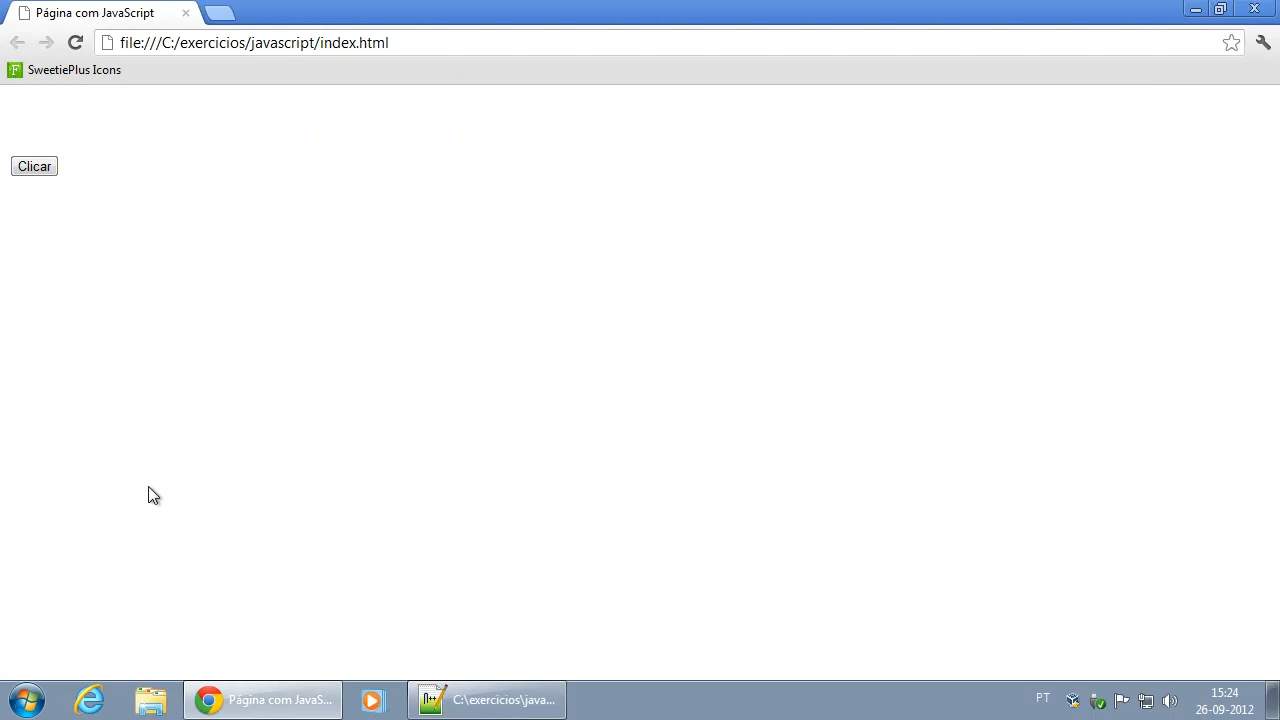 Página com JavaScript
file:///C:/exercicios/javascript/index.html
SweetiePlus Icons
Clicar
Página com JavaS...
C:\exercicios\java...
PT
15:24
26-09-2012